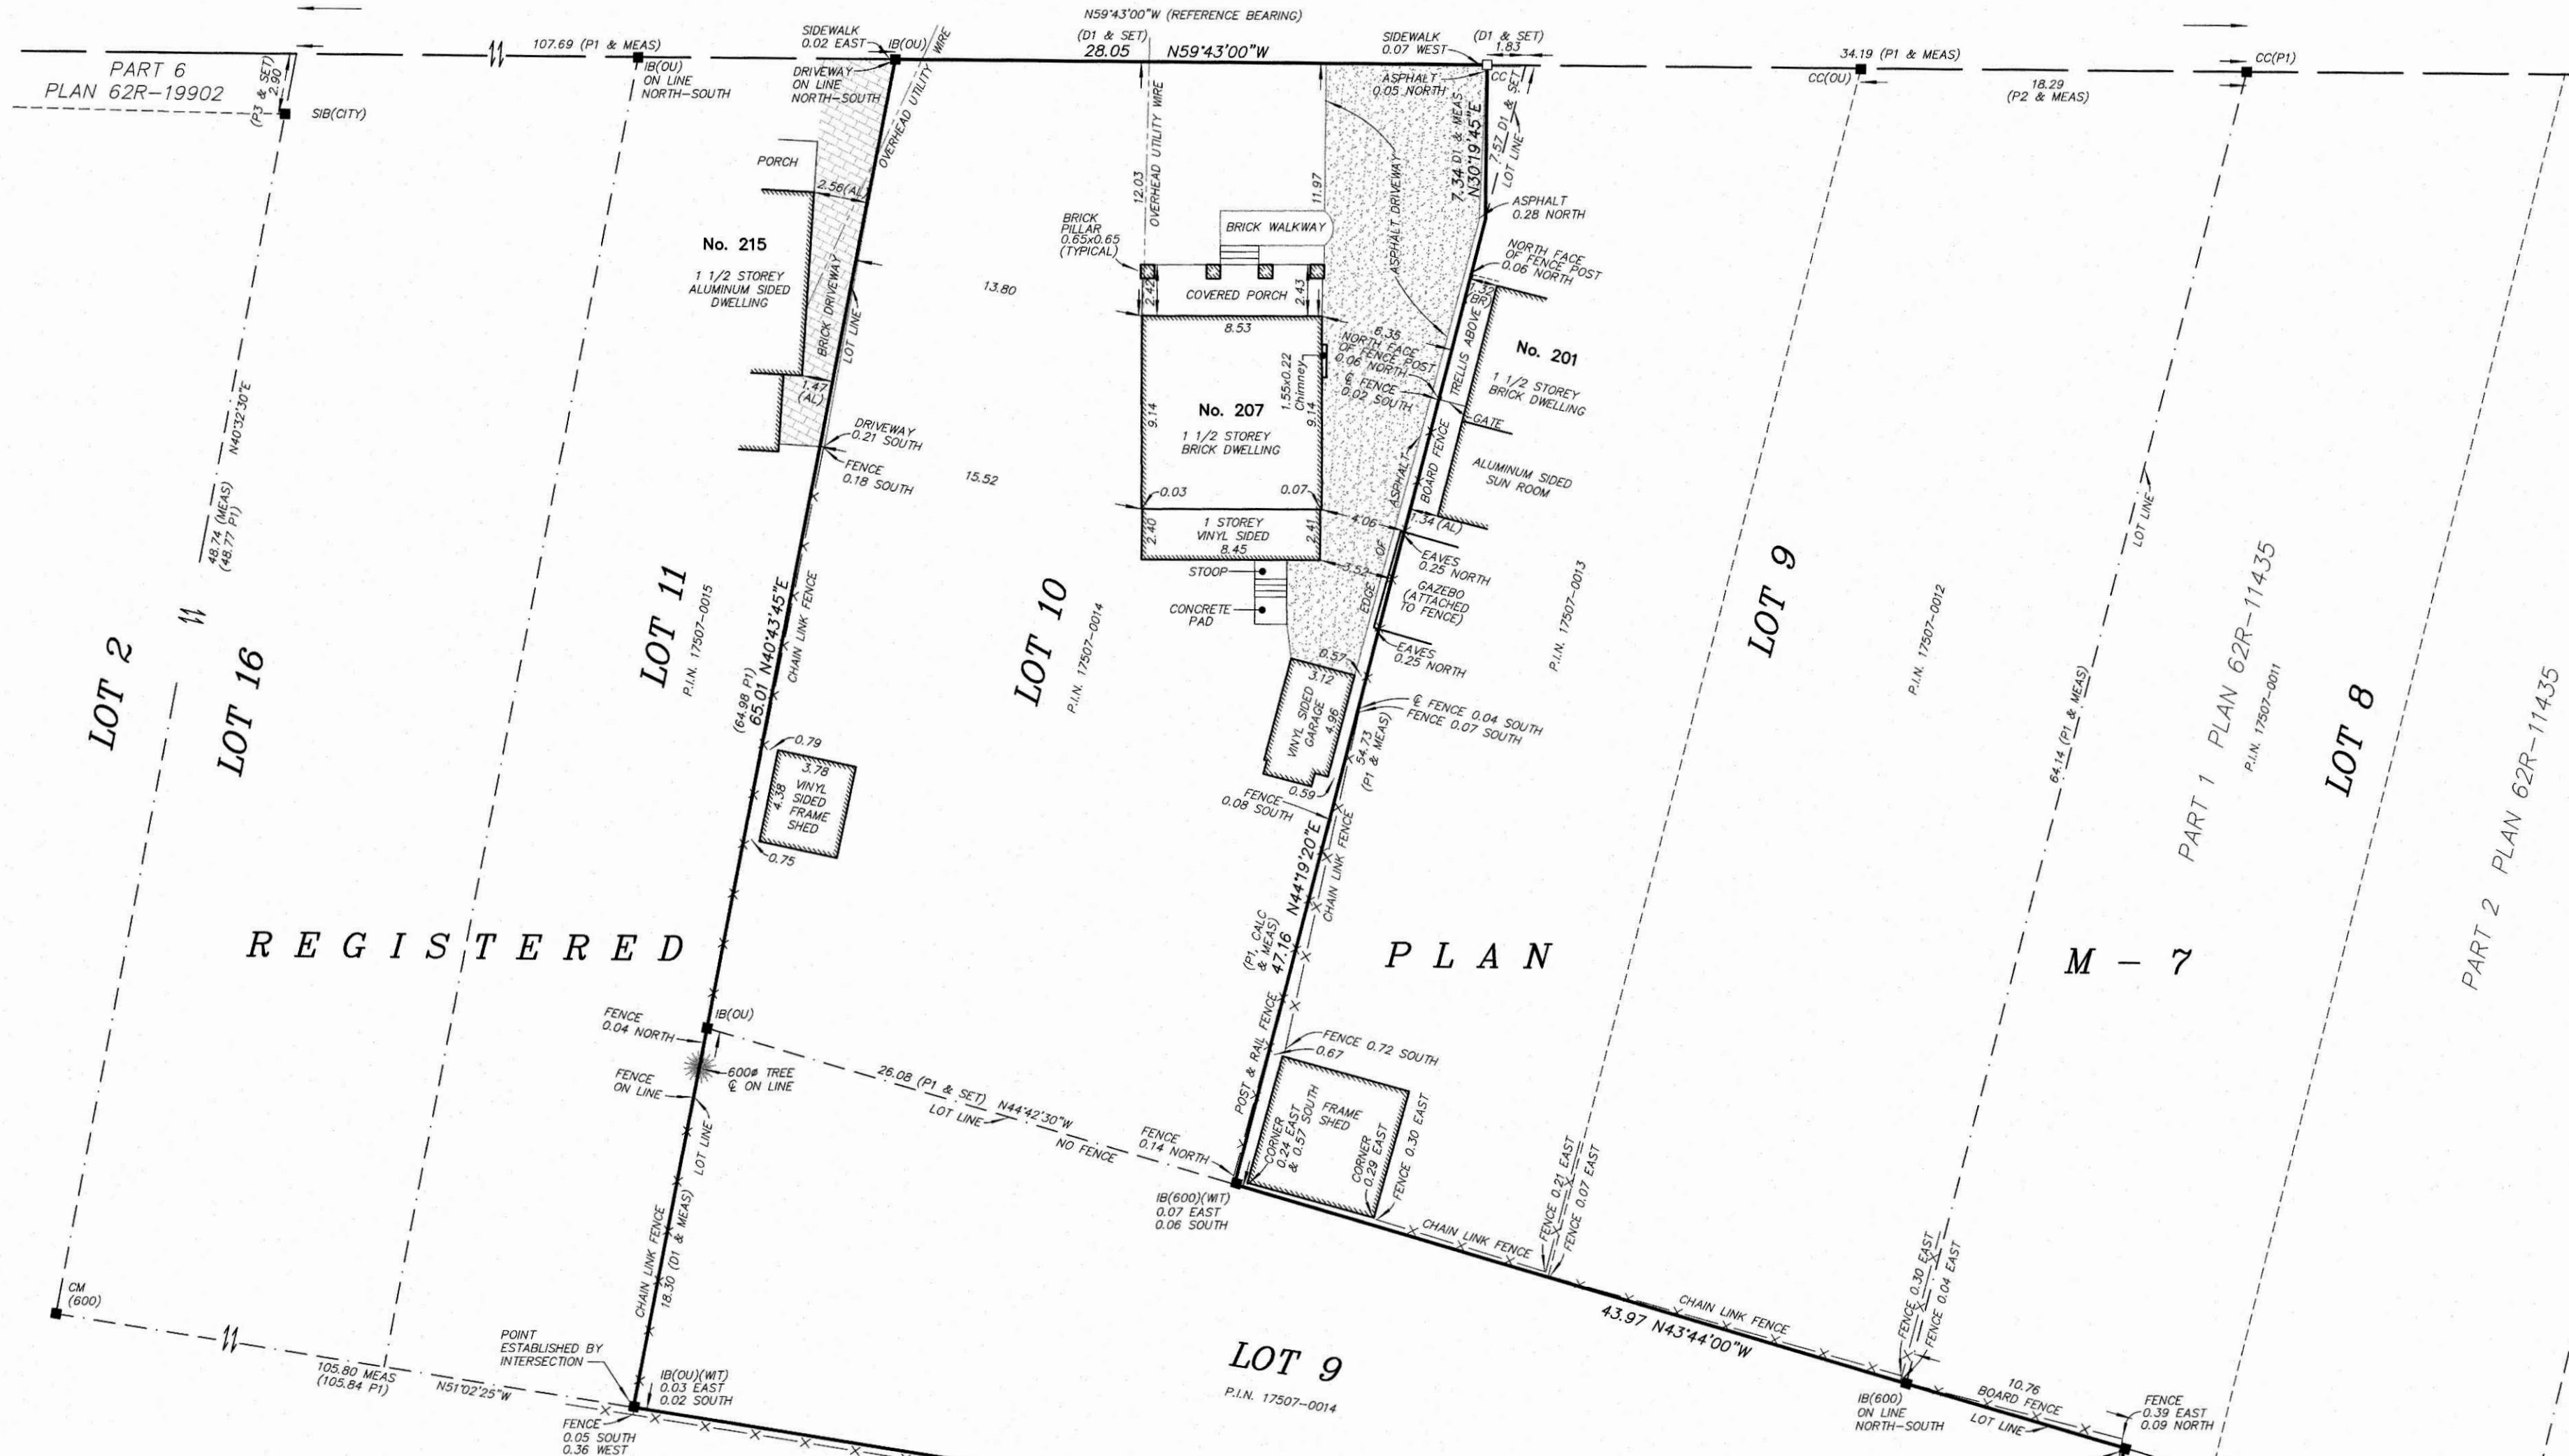 N59°43'00"W (REFERENCE BEARING)
PART 6
PLAN 62R-19902
(P3 & SET)
2.90
SIB(CITY)
107.69 (P1 & MEAS)
IB(OU)
ON LINE
NORTH-SOUTH
SIDEWALK
0.02 EAST
IB(OU)
DRIVEWAY
ON LINE
NORTH-SOUTH
OVERHEAD UTILITY WIRE
(D1 & SET)
28.05
N59°43'00"W
SIDEWALK
0.07 WEST
(D1 & SET)
1.83
ASPHALT
0.05 NORTH
CC
34.19 (P1 & MEAS)
CC(OU)
18.29
(P2 & MEAS)
CC(P1)
PORCH
2.56(AL)
No. 215
1 1/2 STOREY
ALUMINUM SIDED
DWELLING
BRICK DRIVEWAY
LOT LINE
1.47
(AL)
DRIVEWAY
0.21 SOUTH
FENCE
0.18 SOUTH
13.80
15.52
12.03
OVERHEAD UTILITY WIRE
11.97
BRICK
PILLAR
0.65x0.65
(TYPICAL)
BRICK WALKWAY
COVERED PORCH
2.42
2.43
8.53
9.14
9.14
1.55x0.22
Chimney
No. 207
1 1/2 STOREY
BRICK DWELLING
0.03
0.07
2.40
2.41
1 STOREY
VINYL SIDED
8.45
STOOP
CONCRETE
PAD
ASPHALT DRIVEWAY
7.34 D1 & MEAS
N30°19'45"E
7.57 D1 & SET
LOT LINE
ASPHALT
0.28 NORTH
NORTH FACE
OF FENCE POST
0.06 NORTH
1.32
(BR)
6.35
NORTH FACE
OF FENCE POST
0.06 NORTH
℄ FENCE
0.02 SOUTH
TRELLIS ABOVE
No. 201
1 1/2 STOREY
BRICK DWELLING
GATE
BOARD FENCE
ALUMINUM SIDED
SUN ROOM
EDGE OF ASPHALT
4.06
1.34 (AL)
3.52
EAVES
0.25 NORTH
GAZEBO
(ATTACHED
TO FENCE)
EAVES
0.25 NORTH
0.57
3.12
VINYL SIDED
GARAGE
4.96
0.59
℄ FENCE 0.04 SOUTH
FENCE 0.07 SOUTH
54.73
(P1 & MEAS)
FENCE
0.08 SOUTH
N40°32'30"E
48.74 (MEAS)
(48.77 P1)
LOT 2
LOT 16
LOT 11
P.I.N. 17507-0015
(64.98 P1)
65.01 N40°43'45"E
CHAIN LINK FENCE
LOT 10
P.I.N. 17507-0014
P.I.N. 17507-0013
LOT 9
P.I.N. 17507-0012
LOT LINE
64.14 (P1 & MEAS)
PART 1 PLAN 62R-11435
P.I.N. 17507-0011
LOT 8
PART 2 PLAN 62R-11435
0.79
3.78
4.38
VINYL
SIDED
FRAME
SHED
0.75
N44°19'20"E
CHAIN LINK FENCE
(P1, CALC
& MEAS)
47.16
REGISTERED PLAN M-7
FENCE
0.04 NORTH
IB(OU)
FENCE
ON LINE
600ø TREE
℄ ON LINE
26.08 (P1 & SET) N44°42'30"W
LOT LINE
NO FENCE
POST & RAIL FENCE
FENCE 0.72 SOUTH
0.67
FRAME
SHED
CORNER
0.24 EAST
& 0.57 SOUTH
CORNER
0.29 EAST
FENCE 0.30 EAST
FENCE
0.14 NORTH
IB(600)(WIT)
0.07 EAST
0.06 SOUTH
CHAIN LINK FENCE
FENCE 0.21 EAST
FENCE 0.07 EAST
CHAIN LINK FENCE
43.97 N43°44'00"W
FENCE 0.30 EAST
FENCE 0.04 EAST
LOT LINE
CHAIN LINK FENCE
18.30 (D1 & MEAS)
CM
(600)
105.80 MEAS
(105.84 P1)
N51°02'25"W
POINT
ESTABLISHED BY
INTERSECTION
IB(OU)(WIT)
0.03 EAST
0.02 SOUTH
FENCE
0.05 SOUTH
0.36 WEST
LOT 9
P.I.N. 17507-0014
IB(600)
ON LINE
NORTH-SOUTH
10.76
BOARD FENCE
LOT LINE
FENCE
0.39 EAST
0.09 NORTH